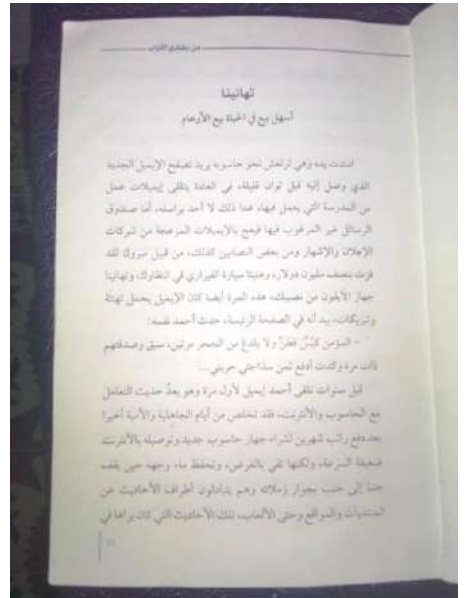 من يشتري التراب
تهانينا
أسهل بيع في الحياة بيع الأوهام
امتدت يده وهي ترتعش نحو حاسوبه يريد تصفح الإيميل الجديد
الذي وصل إليه قبل ثوان قليلة، في العادة يتلقى إيميلات عمل
من المدرسة التي يعمل فيها، عدا ذلك لا أحد يراسله، أما صندوق
الرسائل غير المرغوب فيها فيعج بالإيميلات المزعجة من شركات
الإعلان والإشهار ومن بعض النصابين كذلك، من قبيل مبروك لقد
فزت بنصف مليون دولار، وهنيئا سيارة الفيراري في انتظارك، وتهانينا
جهاز الآيفون من نصيبك، هذه المرة أيضا كان الإيميل يحمل تهنئة
وتبريكات، بيد أنه في الصفحة الرئيسة، حدث أحمد نفسه:
- المؤمن كيّسٌ فطنٌ ولا يلدغ من الجحر مرتين، سبق وصدقتهم
ذات مرة وكدت أدفع ثمن سذاجتي حريتي...
قبل سنوات تلقى أحمد إيميل لأول مرة وهو بعدُ حديث التعامل
مع الحاسوب والأنترنت، فقد تخلص من أيام الجاهلية والأمية أخيرا
بعد دفع راتب شهرين لشراء جهاز حاسوب جديد وتوصيله بالأنترنت
ضعيفة السرعة، ولكنها تفي بالغرض، وتحفظ ماء وجهه حين يقف
جنبا إلى جنب بجوار زملائه وهم يتبادلون أطراف الأحاديث عن
المنتديات والمواقع وحتى الألعاب، تلك الأحاديث التي كان يراها في